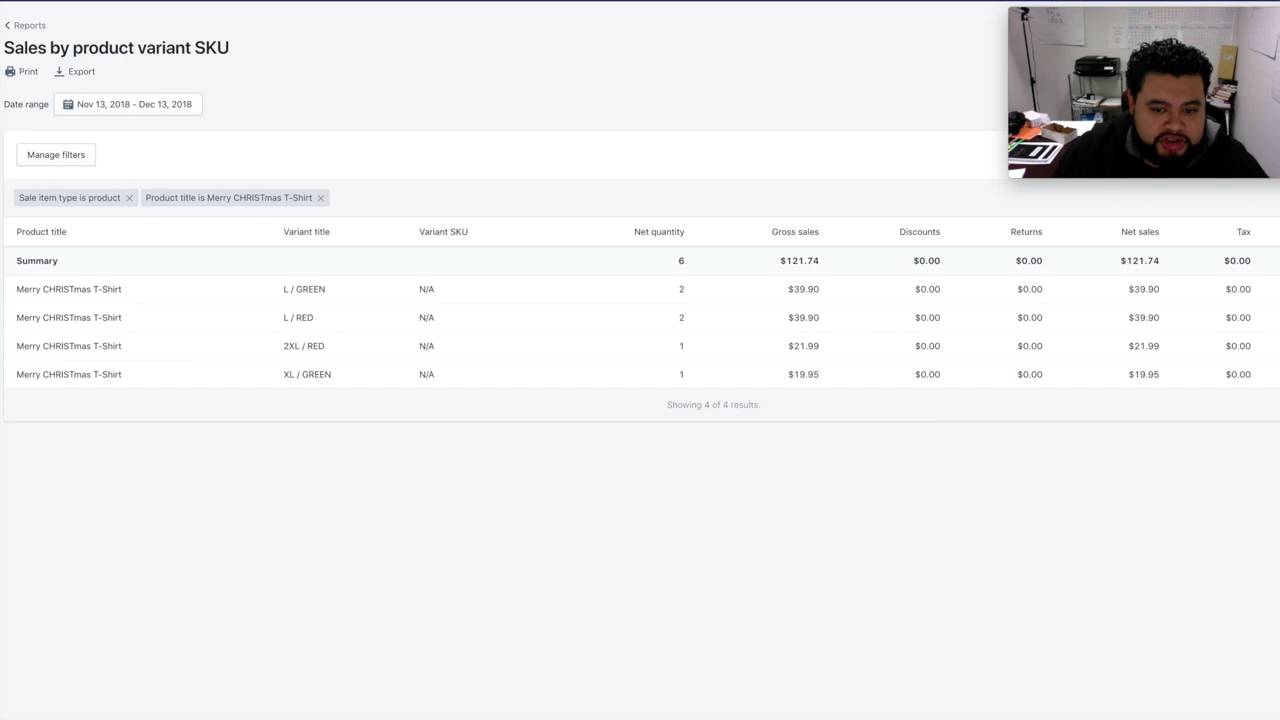 Reports
Sales by product variant SKU
Print Export
Date range Nov 13, 2018 - Dec 13, 2018
Manage filters
Sale item type is product Product title is Merry CHRISTmas T-Shirt
Product title Variant title Variant SKU Net quantity Gross sales Discounts Returns Net sales Tax
Summary 6 $121.74 $0.00 $0.00 $121.74 $0.00
Merry CHRISTmas T-Shirt L / GREEN N/A 2 $39.90 $0.00 $0.00 $39.90 $0.00
Merry CHRISTmas T-Shirt L / RED N/A 2 $39.90 $0.00 $0.00 $39.90 $0.00
Merry CHRISTmas T-Shirt 2XL / RED N/A 1 $21.99 $0.00 $0.00 $21.99 $0.00
Merry CHRISTmas T-Shirt XL / GREEN N/A 1 $19.95 $0.00 $0.00 $19.95 $0.00
Showing 4 of 4 results.